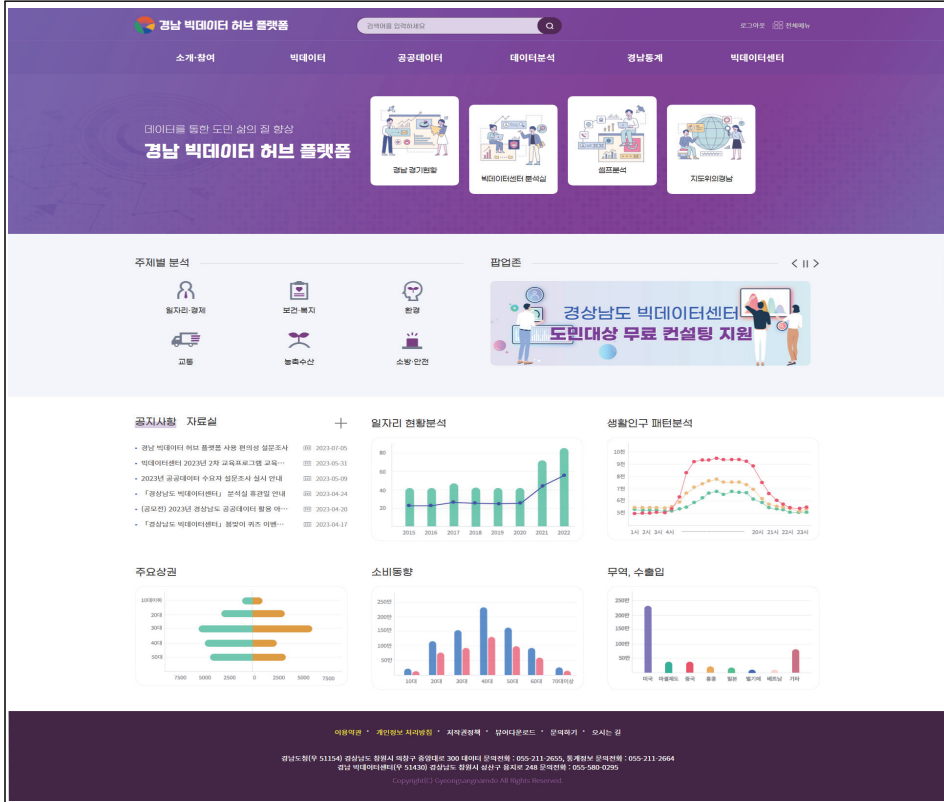 경남 빅데이터 허브 플랫폼
검색어를 입력하세요
로그아웃 전체메뉴
소개·참여 빅데이터 공공데이터 데이터분석 경남통계 빅데이터센터
데이터를 통한 도민 삶의 질 향상
경남 빅데이터 허브 플랫폼
경남 경기현황
빅데이터센터 분석실
셀프분석
지도위의경남
주제별 분석
일자리·경제 보건·복지 환경
교통 농축수산 소방·안전
팝업존
경상남도 빅데이터센터
도민대상 무료 컨설팅 지원
공지사항 자료실
경남 빅데이터 허브 플랫폼 사용 편의성 설문조사 2023-07-05
빅데이터센터 2023년 2차 교육프로그램 교육… 2023-05-31
2023년 공공데이터 수요자 설문조사 실시 안내 2023-05-09
「경상남도 빅데이터센터」 분석실 휴관일 안내 2023-04-24
(공모전) 2023년 경상남도 공공데이터 활용 아… 2023-04-20
「경상남도 빅데이터센터」 봄맞이 퀴즈 이벤… 2023-04-17
일자리 현황분석
80
60
40
20
2015 2016 2017 2018 2019 2020 2021 2022
생활인구 패턴분석
10천
9천
8천
7천
6천
5천
1시 2시 3시 4시 20시 21시 22시 23시
주요상권
10대이하
20대
30대
40대
50대
7500 5000 2500 0 2500 5000 7500
소비동향
250만
200만
150만
100만
50만
10대 20대 30대 40대 50대 60대 70대이상
무역, 수출입
250만
200만
150만
100만
50만
미국 마셜제도 중국 홍콩 일본 벨기에 베트남 기타
이용약관 · 개인정보 처리방침 · 저작권정책 · 뷰어다운로드 · 문의하기 · 오시는 길
경남도청(우 51154) 경상남도 창원시 의창구 중앙대로 300 데이터 문의전화 : 055-211-2655, 통계정보 문의전화 : 055-211-2664
경남 빅데이터센터(우 51430) 경상남도 창원시 성산구 용지로 248 문의전화 : 055-580-0295
Copyright(C) Gyeongsangnamdo All Rights Reserved.